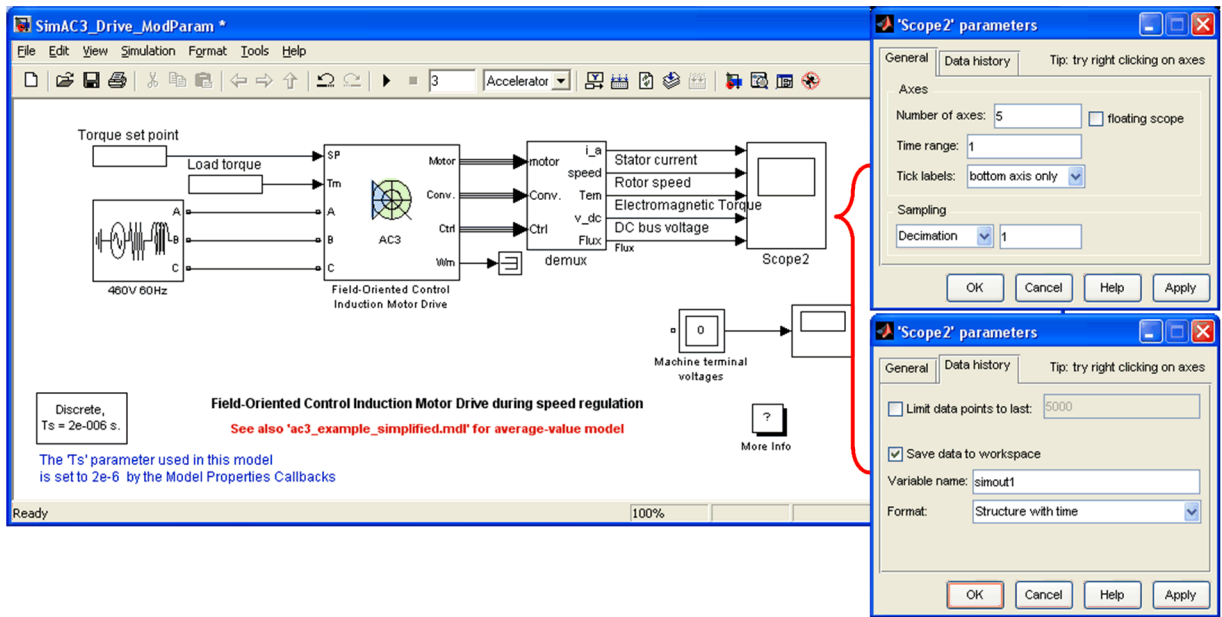 SimAC3_Drive_ModParam *
File Edit View Simulation Format Tools Help
3 Accelerator
Torque set point
Load torque
SP
Tm
A A
B B
C C
460V 60Hz
Motor
Conv.
AC3
Ctrl
Wm
Field-Oriented Control
Induction Motor Drive
motor
Conv.
Ctrl
i_a
speed
Tem
v_dc
Flux
demux
Stator current
Rotor speed
Electromagnetic Torque
DC bus voltage
Flux
Scope2
0
Machine terminal
voltages
Discrete,
Ts = 2e-006 s.
Field-Oriented Control Induction Motor Drive during speed regulation
See also 'ac3_example_simplified.mdl' for average-value model
?
More Info
The 'Ts' parameter used in this model
is set to 2e-6 by the Model Properties Callbacks
Ready 100%
'Scope2' parameters
General Data history Tip: try right clicking on axes
Axes
Number of axes: 5 floating scope
Time range: 1
Tick labels: bottom axis only
Sampling
Decimation 1
OK Cancel Help Apply
'Scope2' parameters
General Data history Tip: try right clicking on axes
Limit data points to last: 5000
Save data to workspace
Variable name: simout1
Format: Structure with time
OK Cancel Help Apply